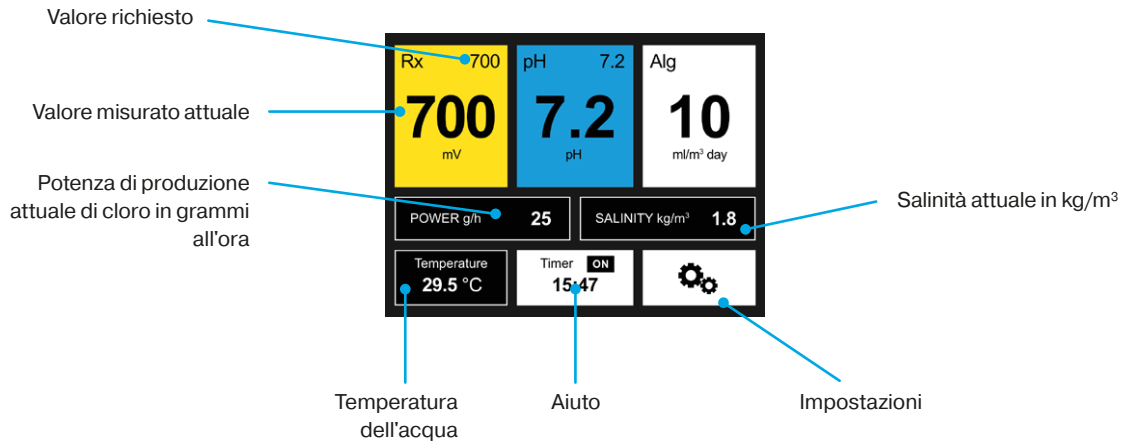 Valore richiesto
Rx 700
pH 7.2
Alg
Valore misurato attuale
700
7.2
10
mV
pH
ml/m³ day
Potenza di produzione
attuale di cloro in grammi
all'ora
POWER g/h 25
SALINITY kg/m³ 1.8
Salinità attuale in kg/m³
Temperature
29.5 °C
Timer ON
15:47
Temperatura
dell'acqua
Aiuto
Impostazioni